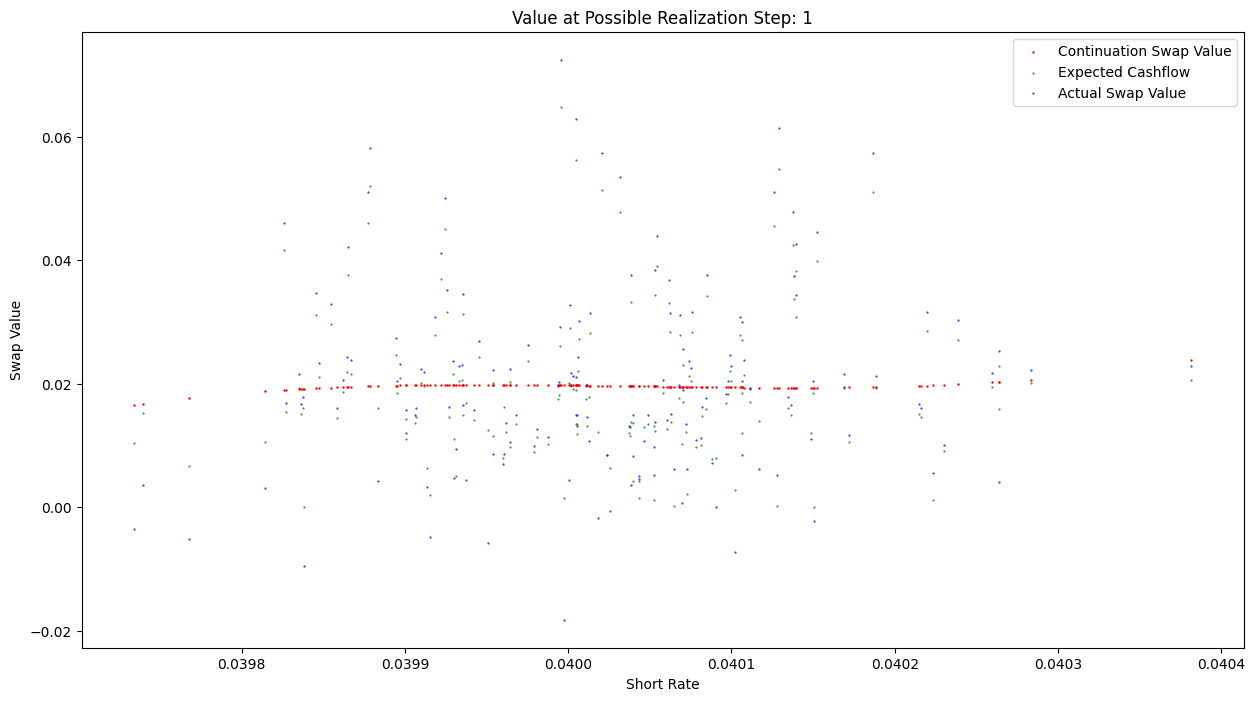 Value at Possible Realization Step: 1
Continuation Swap Value
Expected Cashflow
Actual Swap Value
Swap Value
0.06
0.04
0.02
0.00
−0.02
0.0398
0.0399
0.0400
0.0401
0.0402
0.0403
0.0404
Short Rate